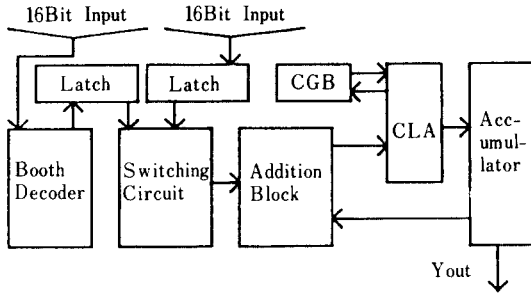 16Bit Input
16Bit Input
Latch
Latch
CGB
CLA
Acc-
umul-
lator
Booth
Decoder
Switching
Circuit
Addition
Block
Yout